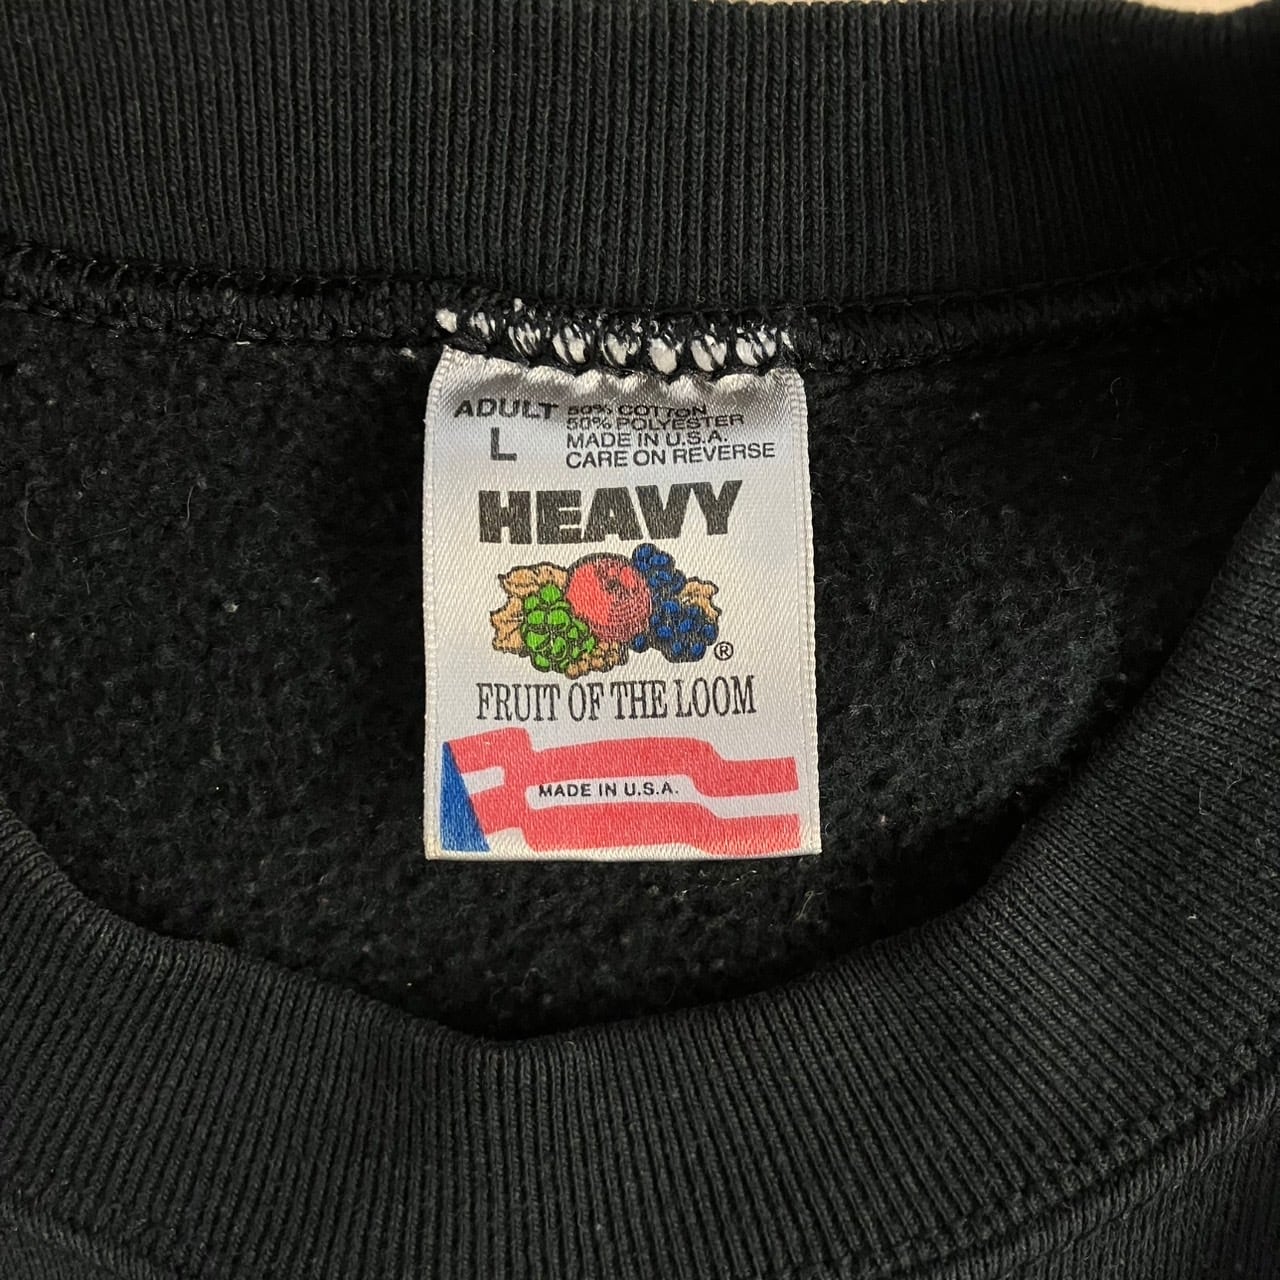 ADULT
L
50% COTTON
50% POLYESTER
MADE IN U.S.A.
CARE ON REVERSE
HEAVY
®
FRUIT OF THE LOOM
MADE IN U.S.A.